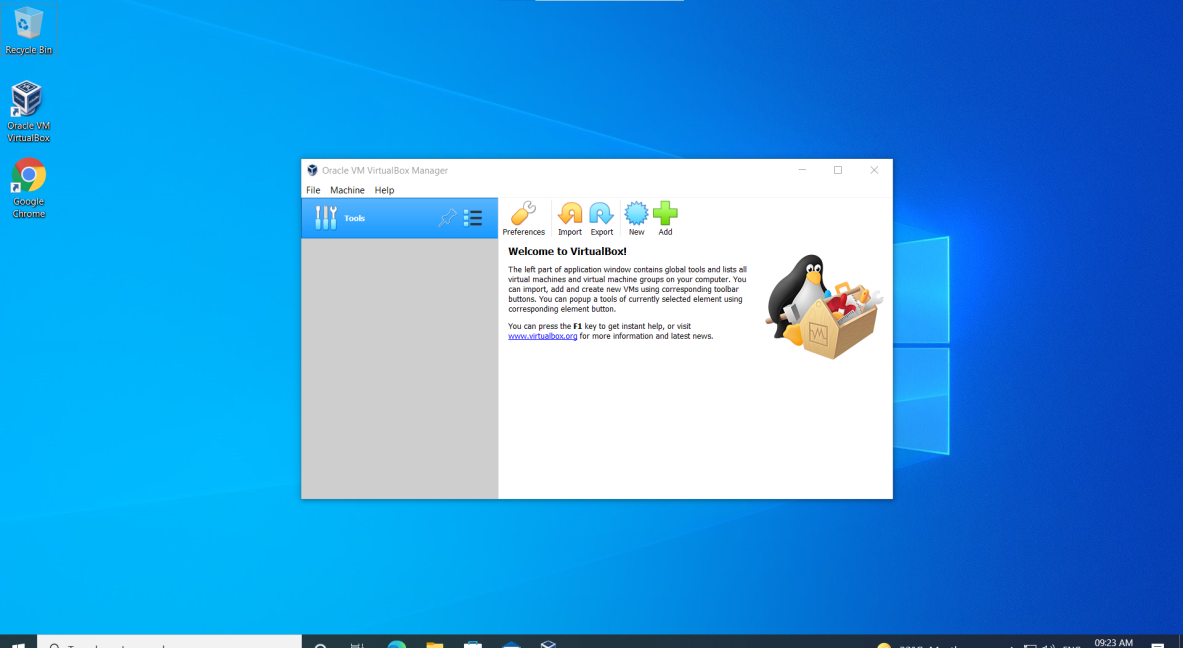 Recycle Bin
Oracle VM
VirtualBox
Google
Chrome
Oracle VM VirtualBox Manager
File Machine Help
Tools
Preferences Import Export New Add
Welcome to VirtualBox!
The left part of application window contains global tools and lists all
virtual machines and virtual machine groups on your computer. You
can import, add and create new VMs using corresponding toolbar
buttons. You can popup a tools of currently selected element using
corresponding element button.
You can press the F1 key to get instant help, or visit
www.virtualbox.org for more information and latest news.
09:23 AM